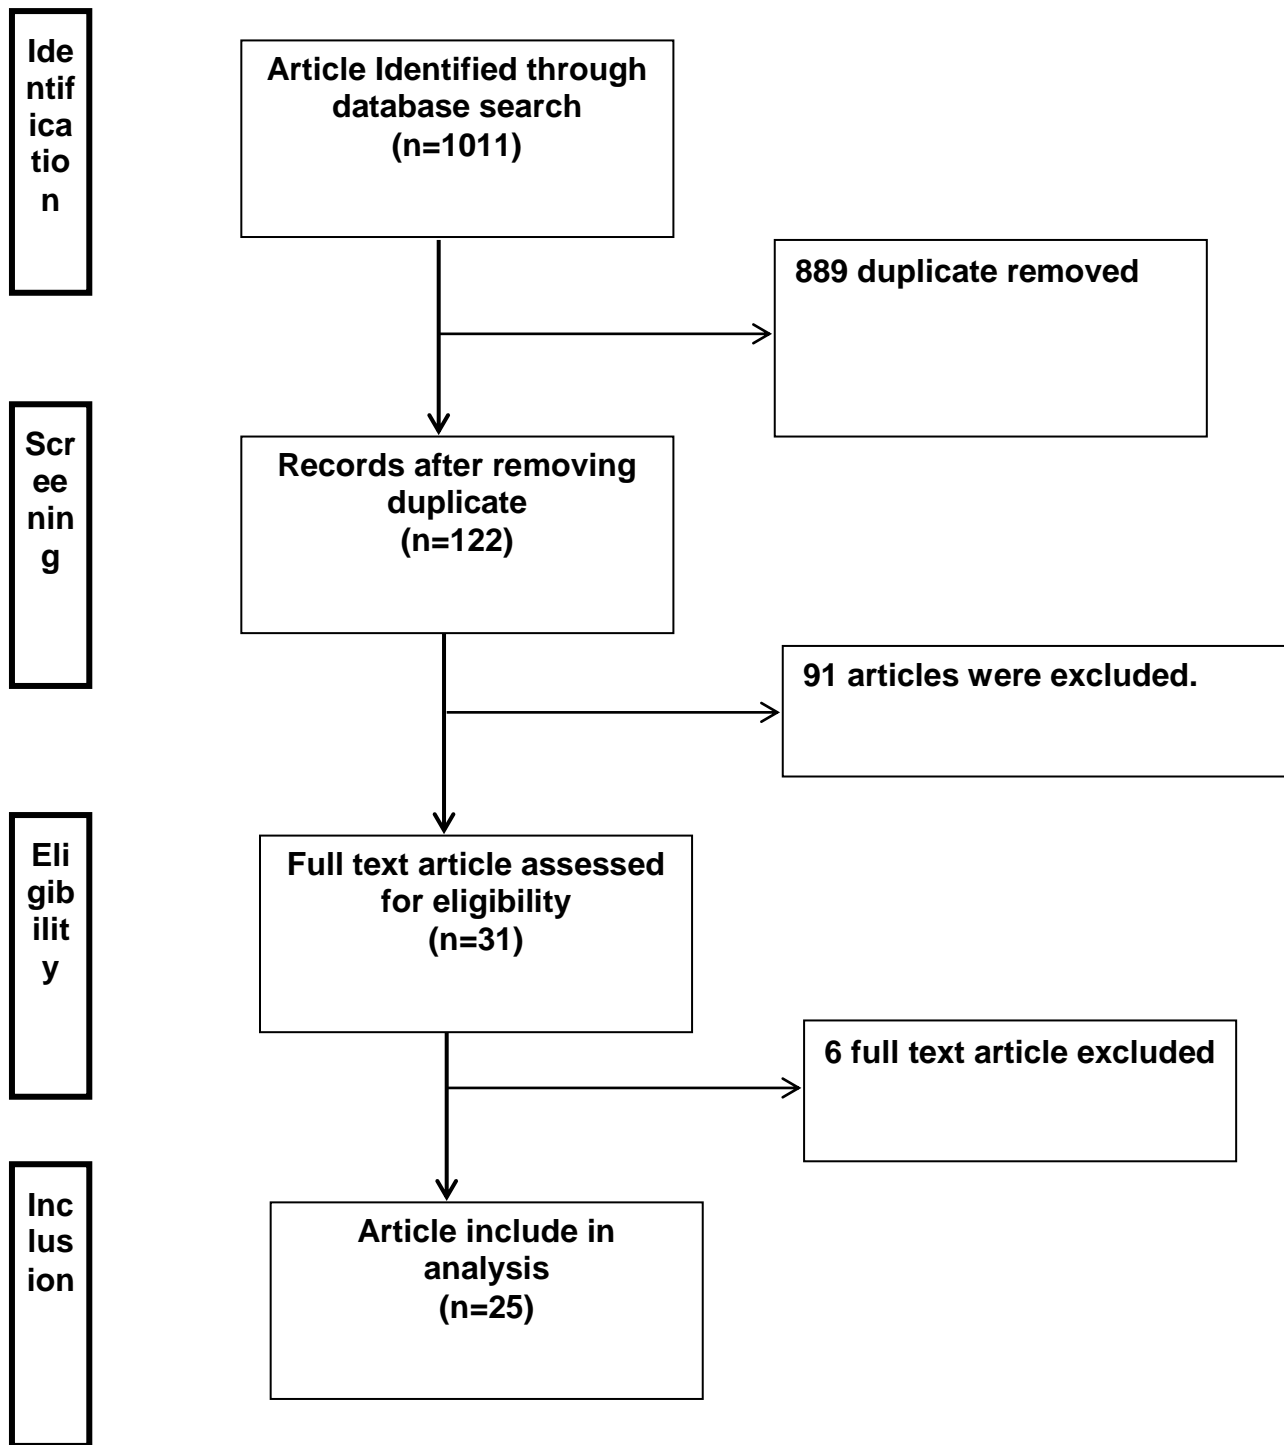 Ide
ntif
ica
tio
n
Article Identified through
database search
(n=1011)
889 duplicate removed
Scr
ee
nin
g
Records after removing
duplicate
(n=122)
91 articles were excluded.
Eli
gib
ilit
y
Full text article assessed
for eligibility
(n=31)
6 full text article excluded
Inc
lus
ion
Article include in
analysis
(n=25)